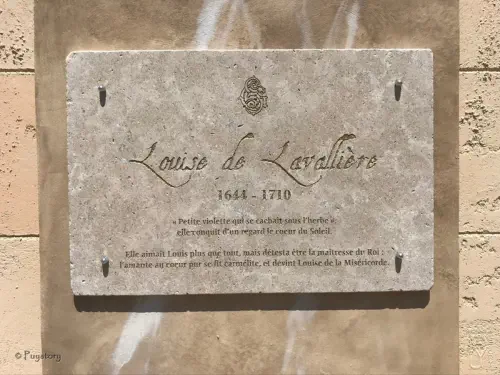 Louise de Lavallière
1644 - 1710
« Petite violette qui se cachait sous l'herbe »,
elle conquit d'un regard le coeur du Soleil.
Elle aimait Louis plus que tout, mais détesta être la maîtresse du Roi ;
l'amante au coeur pur se fit carmélite, et devint Louise de la Miséricorde.
© Pugstory